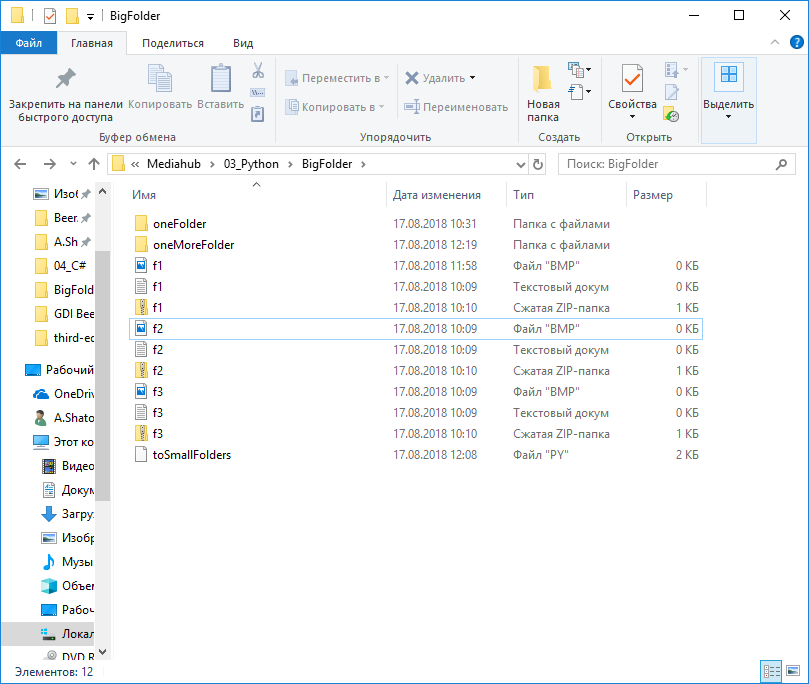 BigFolder
Файл Главная Поделиться Вид
Закрепить на панели быстрого доступа
Копировать
Вставить
Переместить в
Копировать в
Удалить
Переименовать
Новая папка
Свойства
Выделить
Буфер обмена Упорядочить Создать Открыть
« Mediahub > 03_Python > BigFolder >
Поиск: BigFolder
Имя Дата изменения Тип Размер
Изоб
Beer.
A.Sh
04_C#
BigFold
GDI Bee
third-ec
Рабочий
OneDriv
A.Shato
Этот ко
Видео
Докум
Загру
Изобр
Музы
Объем
Рабоч
Локал
DVD R
oneFolder 17.08.2018 10:31 Папка с файлами
oneMoreFolder 17.08.2018 12:19 Папка с файлами
f1 17.08.2018 11:58 Файл "BMP" 0 КБ
f1 17.08.2018 10:09 Текстовый докум 0 КБ
f1 17.08.2018 10:10 Сжатая ZIP-папка 1 КБ
f2 17.08.2018 10:09 Файл "BMP" 0 КБ
f2 17.08.2018 10:09 Текстовый докум 0 КБ
f2 17.08.2018 10:10 Сжатая ZIP-папка 1 КБ
f3 17.08.2018 10:09 Файл "BMP" 0 КБ
f3 17.08.2018 10:09 Текстовый докум 0 КБ
f3 17.08.2018 10:10 Сжатая ZIP-папка 1 КБ
toSmallFolders 17.08.2018 12:08 Файл "PY" 2 КБ
Элементов: 12